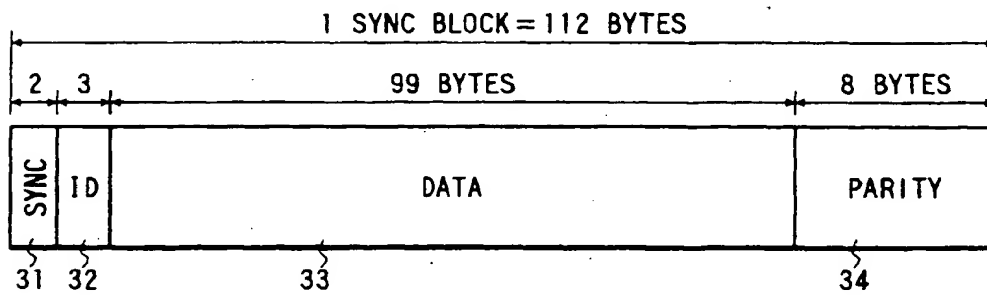 1 SYNC BLOCK=112 BYTES
2 3 99 BYTES 8 BYTES
SYNC ID DATA PARITY
31 32 33 34